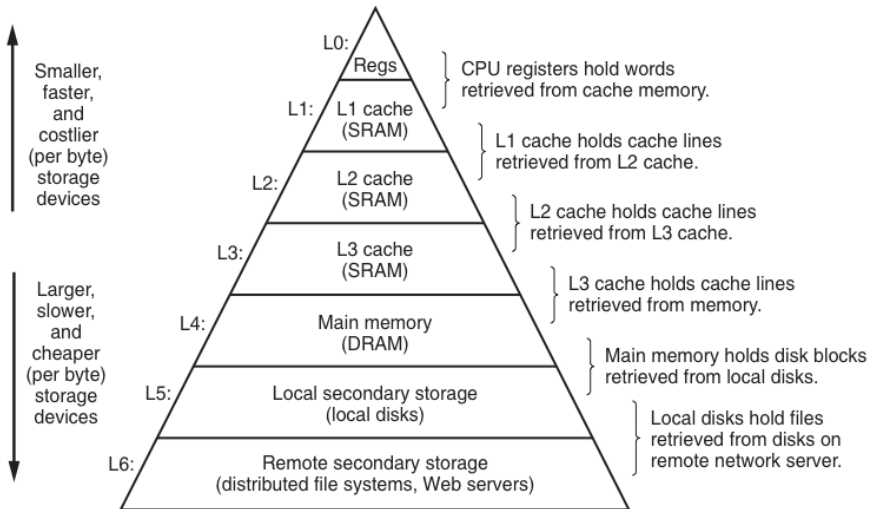 Smaller,
faster,
and
costlier
(per byte)
storage
devices
Larger,
slower,
and
cheaper
(per byte)
storage
devices
L0:
Regs
CPU registers hold words
retrieved from cache memory.
L1:
L1 cache
(SRAM)
L1 cache holds cache lines
retrieved from L2 cache.
L2:
L2 cache
(SRAM)
L2 cache holds cache lines
retrieved from L3 cache.
L3:
L3 cache
(SRAM)
L3 cache holds cache lines
retrieved from memory.
L4:
Main memory
(DRAM)
Main memory holds disk blocks
retrieved from local disks.
L5:
Local secondary storage
(local disks)
Local disks hold files
retrieved from disks on
remote network server.
L6:
Remote secondary storage
(distributed file systems, Web servers)